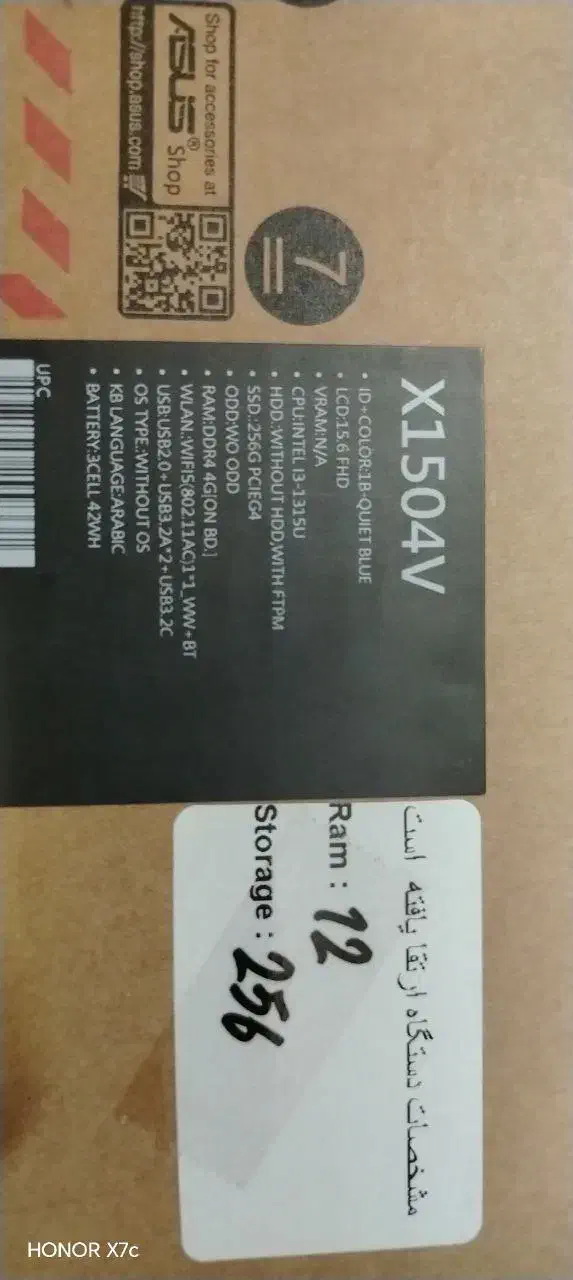 Shop for accessories at
ASUS® Shop
http://shop.asus.com
7
X1504V
• ID+COLOR:1B-QUIET BLUE
• LCD:15.6 FHD
• VRAM:N/A
• CPU:INTEL I3-1315U
• HDD.:WITHOUT HDD,WITH FTPM
• SSD.:256G PCIEG4
• ODD:WO ODD
• RAM:DDR4 4G[ON BD.]
• WLAN:WIFI5(802.11AC)1*1_WW+BT
• USB:USB2.0+USB3.2A*2+USB3.2C
• OS TYPE:WITHOUT OS
• KB LANGUAGE:ARABIC
• BATTERY:3CELL 42WH
UPC
مشخصات دستگاه ارتقا یافته است
Ram : 12
Storage : 256
HONOR X7c